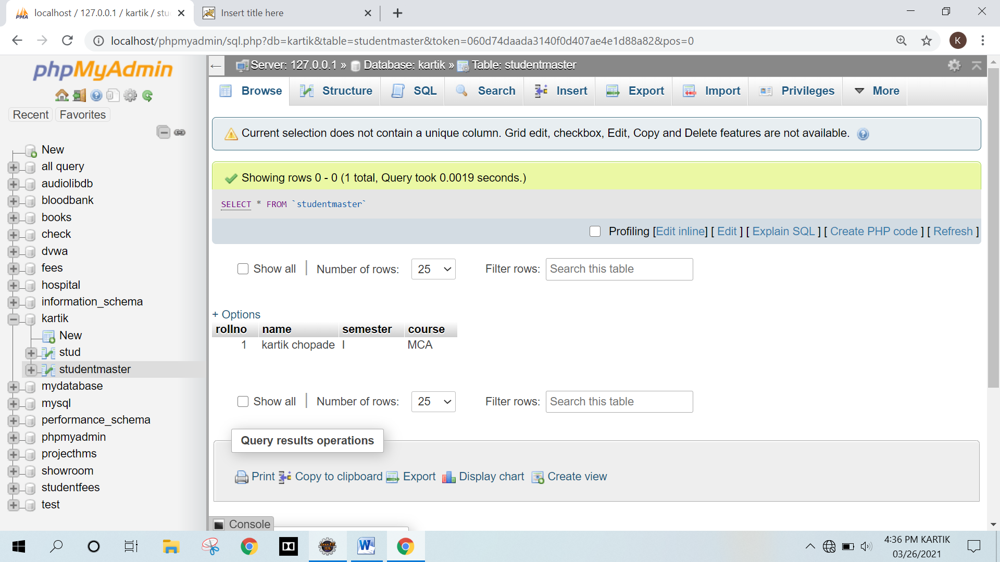 localhost / 127.0.0.1 / kartik / stu
Insert title here
localhost/phpmyadmin/sql.php?db=kartik&table=studentmaster&token=060d74daada3140f0d407ae4e1d88a82&pos=0
K
phpMyAdmin
Recent Favorites
New
all query
audiolibdb
bloodbank
books
check
dvwa
fees
hospital
information_schema
kartik
New
stud
studentmaster
mydatabase
mysql
performance_schema
phpmyadmin
projecthms
showroom
studentfees
test
Server: 127.0.0.1 » Database: kartik » Table: studentmaster
Browse Structure SQL Search Insert Export Import Privileges More
Current selection does not contain a unique column. Grid edit, checkbox, Edit, Copy and Delete features are not available.
Showing rows 0 - 0 (1 total, Query took 0.0019 seconds.)
SELECT * FROM `studentmaster`
Profiling [Edit inline] [ Edit ] [ Explain SQL ] [ Create PHP code ] [ Refresh ]
Show all Number of rows: 25 Filter rows: Search this table
+ Options
rollno name semester course
1 kartik chopade I MCA
Show all Number of rows: 25 Filter rows: Search this table
Query results operations
Print Copy to clipboard Export Display chart Create view
Console
4:36 PM KARTIK
03/26/2021